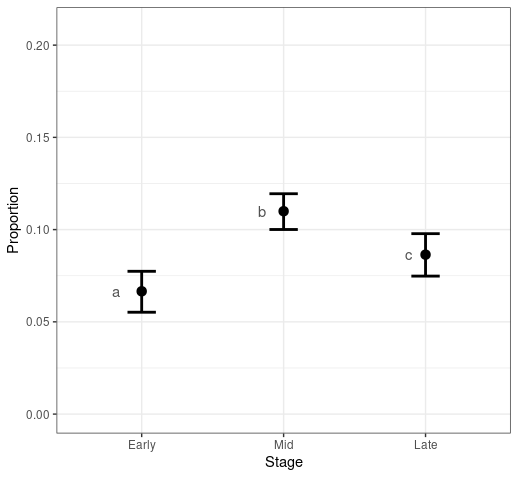 0.20
0.15
0.10
0.05
0.00
Proportion
a
b
c
Early
Mid
Late
Stage